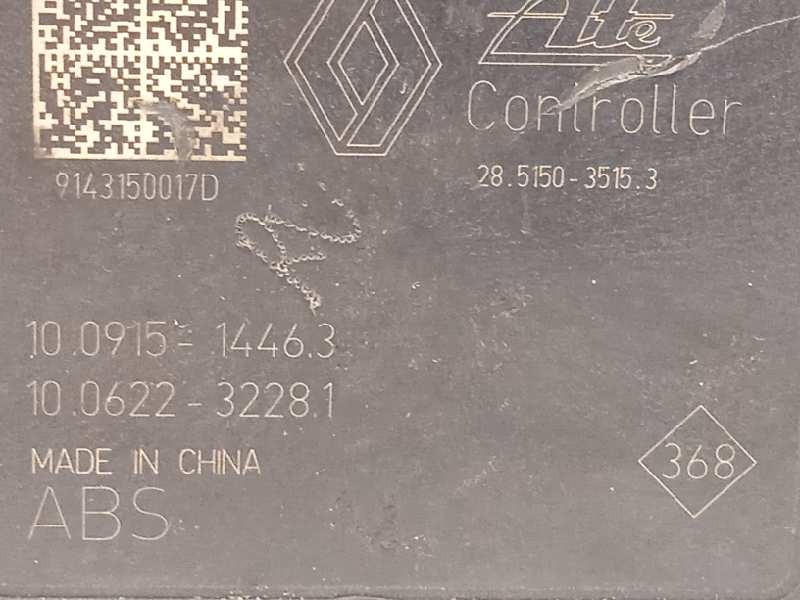 Ate
Controller
9143150017D
28.5150-3515.3
10.0915-1446.3
10.0622-3228.1
MADE IN CHINA
368
ABS